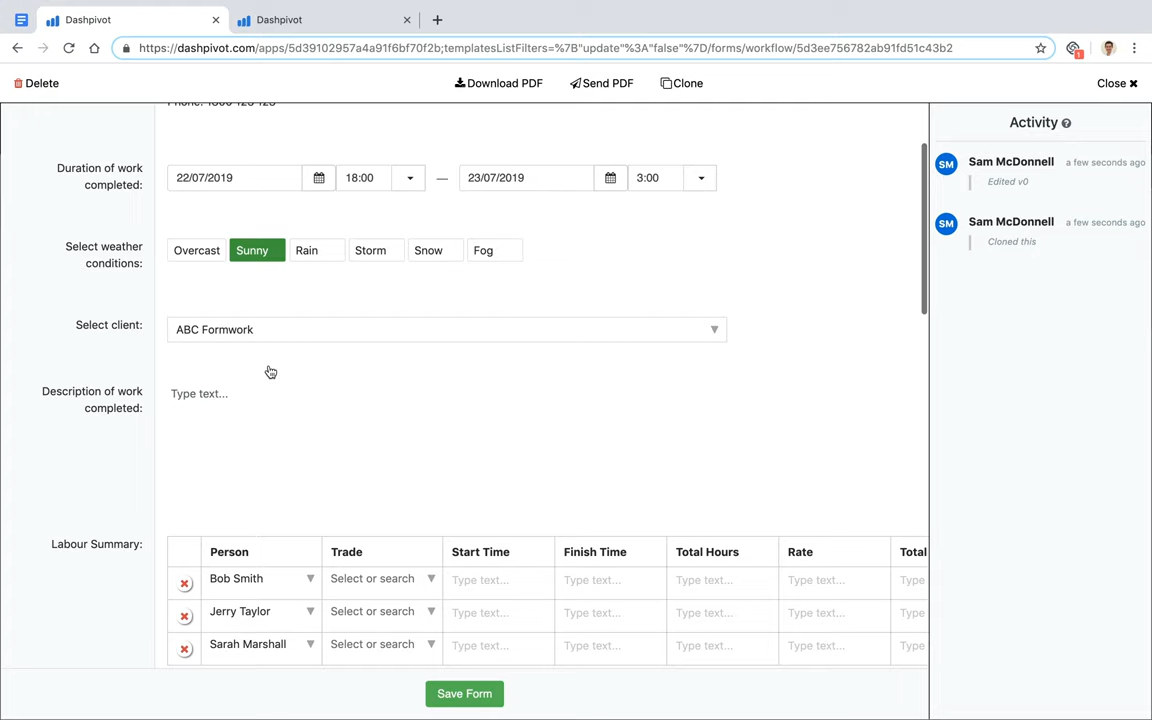 Dashpivot
Dashpivot
https://dashpivot.com/apps/5d39102957a4a91f6bf70f2b;templatesListFilters=%7B"update"%3A"false"%7D/forms/workflow/5d3ee756782ab91fd51c43b2
1
Delete
Download PDF
Send PDF
Clone
Close
Duration of work completed:
22/07/2019 18:00 — 23/07/2019 3:00
Select weather conditions:
Overcast Sunny Rain Storm Snow Fog
Select client:
ABC Formwork
Description of work completed:
Type text...
Labour Summary:
Person Trade Start Time Finish Time Total Hours Rate Total
Bob Smith Select or search Type text... Type text... Type text... Type text... Type
Jerry Taylor Select or search Type text... Type text... Type text... Type text... Type
Sarah Marshall Select or search Type text... Type text... Type text... Type text... Type
Save Form
Activity
SM Sam McDonnell a few seconds ago
Edited v0
SM Sam McDonnell a few seconds ago
Cloned this